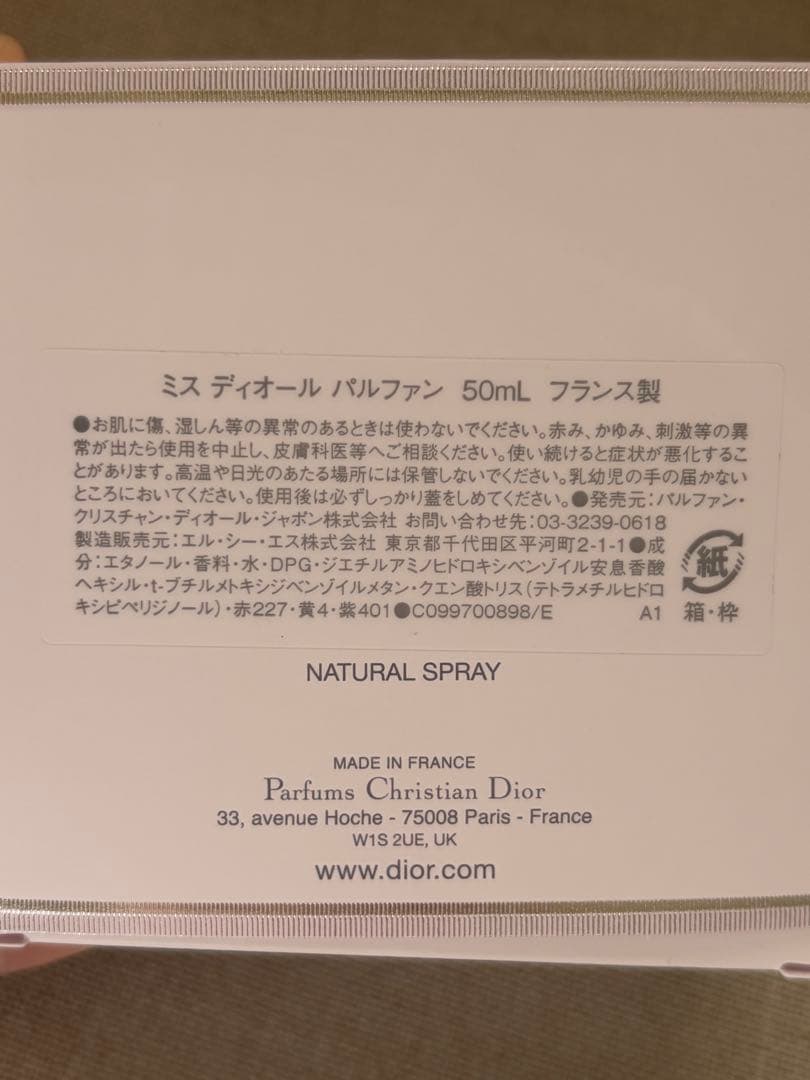 ミス ディオール パルファン 50mL フランス製
●お肌に傷、湿しん等の異常のあるときは使わないでください。赤み、かゆみ、刺激等の異
常が出たら使用を中止し、皮膚科医等へご相談ください。使い続けると症状が悪化するこ
とがあります。高温や日光のあたる場所には保管しないでください。乳幼児の手の届かない
ところにおいてください。使用後は必ずしっかり蓋をしめてください。●発売元：パルファン・
クリスチャン・ディオール・ジャポン株式会社 お問い合わせ先：03-3239-0618
製造販売元：エル・シー・エス株式会社 東京都千代田区平河町2-1-1●成
分：エタノール・香料・水・DPG・ジエチルアミノヒドロキシベンゾイル安息香酸
ヘキシル・t-ブチルメトキシジベンゾイルメタン・クエン酸トリス（テトラメチルヒドロ
キシピペリジノール）・赤227・黄4・紫401●C099700898/E A1
紙
箱・枠
NATURAL SPRAY
MADE IN FRANCE
Parfums Christian Dior
33, avenue Hoche - 75008 Paris - France
W1S 2UE, UK
www.dior.com